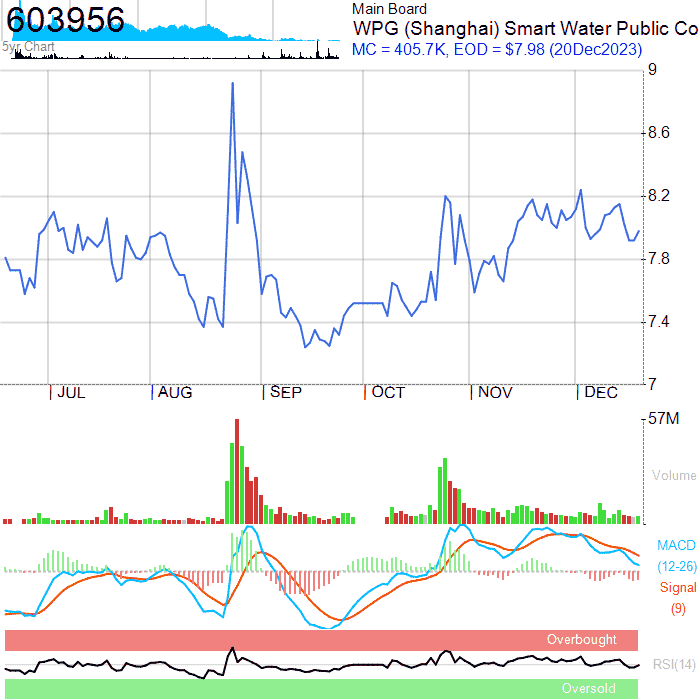 603956
5yr Chart
Main Board
WPG (Shanghai) Smart Water Public Co
MC = 405.7K, EOD = $7.98 (20Dec2023)
9
8.6
8.2
7.8
7.4
7
JUL AUG SEP OCT NOV DEC
57M
Volume
MACD
(12-26)
Signal
(9)
Overbought
RSI(14)
Oversold